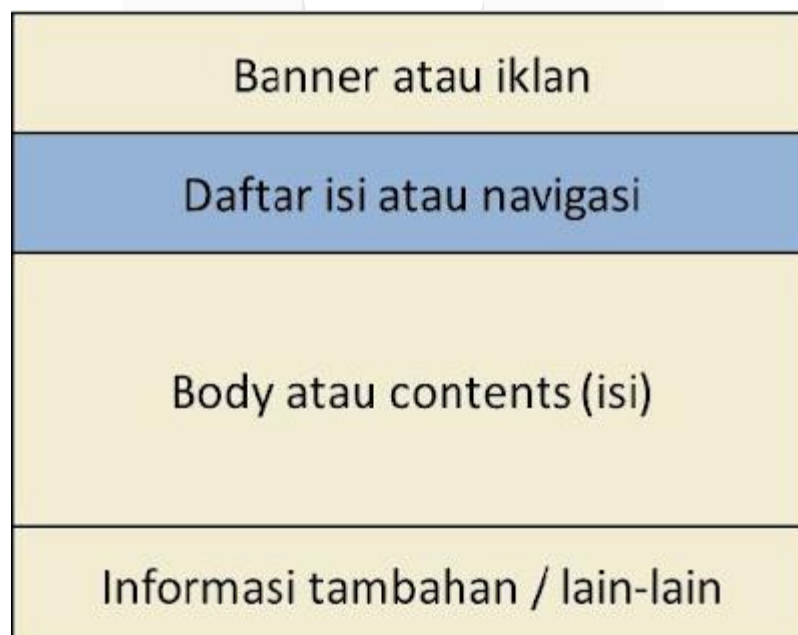 Banner atau iklan
Daftar isi atau navigasi
Body atau contents (isi)
Informasi tambahan / lain-lain